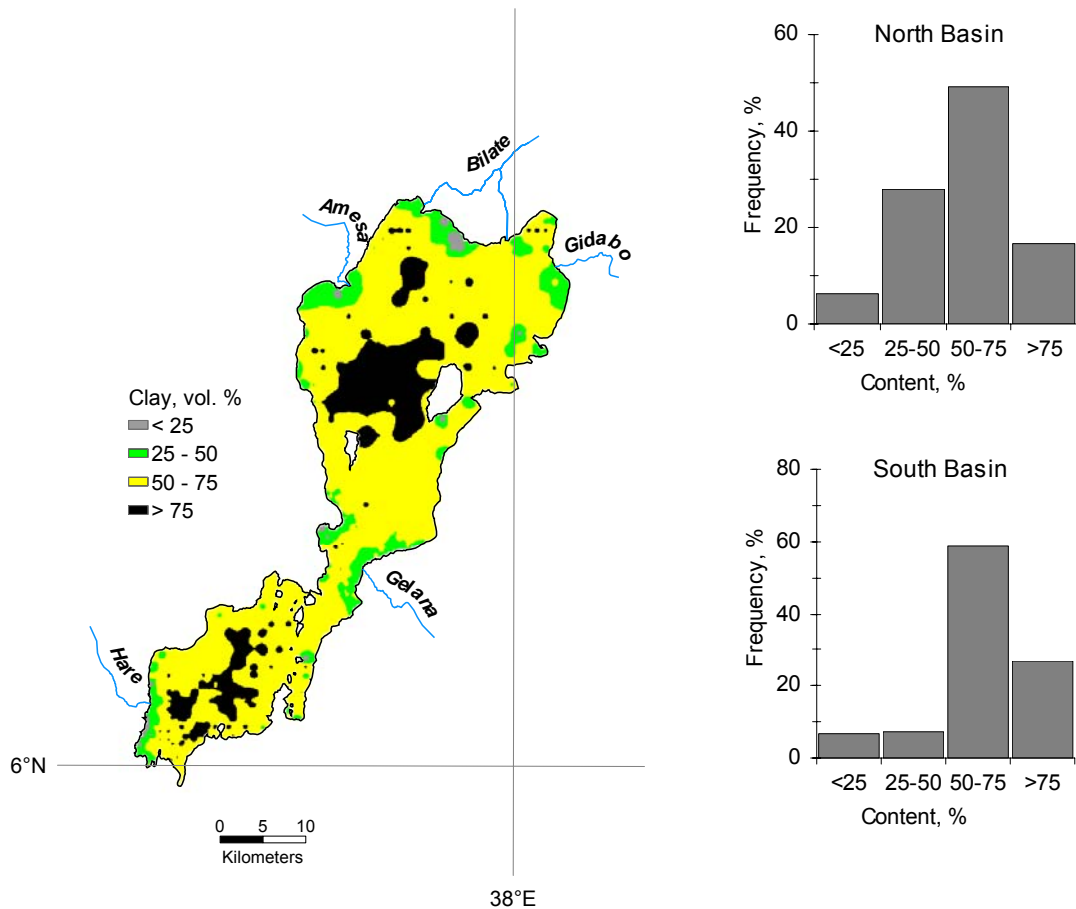 Bilate
Amesa
Gidabo
Clay, vol. %
< 25
25 - 50
50 - 75
> 75
Gelana
Hare
6°N
0 5 10
Kilometers
38°E
North Basin
60
40
20
0
Frequency, %
<25 25-50 50-75 >75
Content, %
South Basin
80
60
40
20
0
Frequency, %
<25 25-50 50-75 >75
Content, %